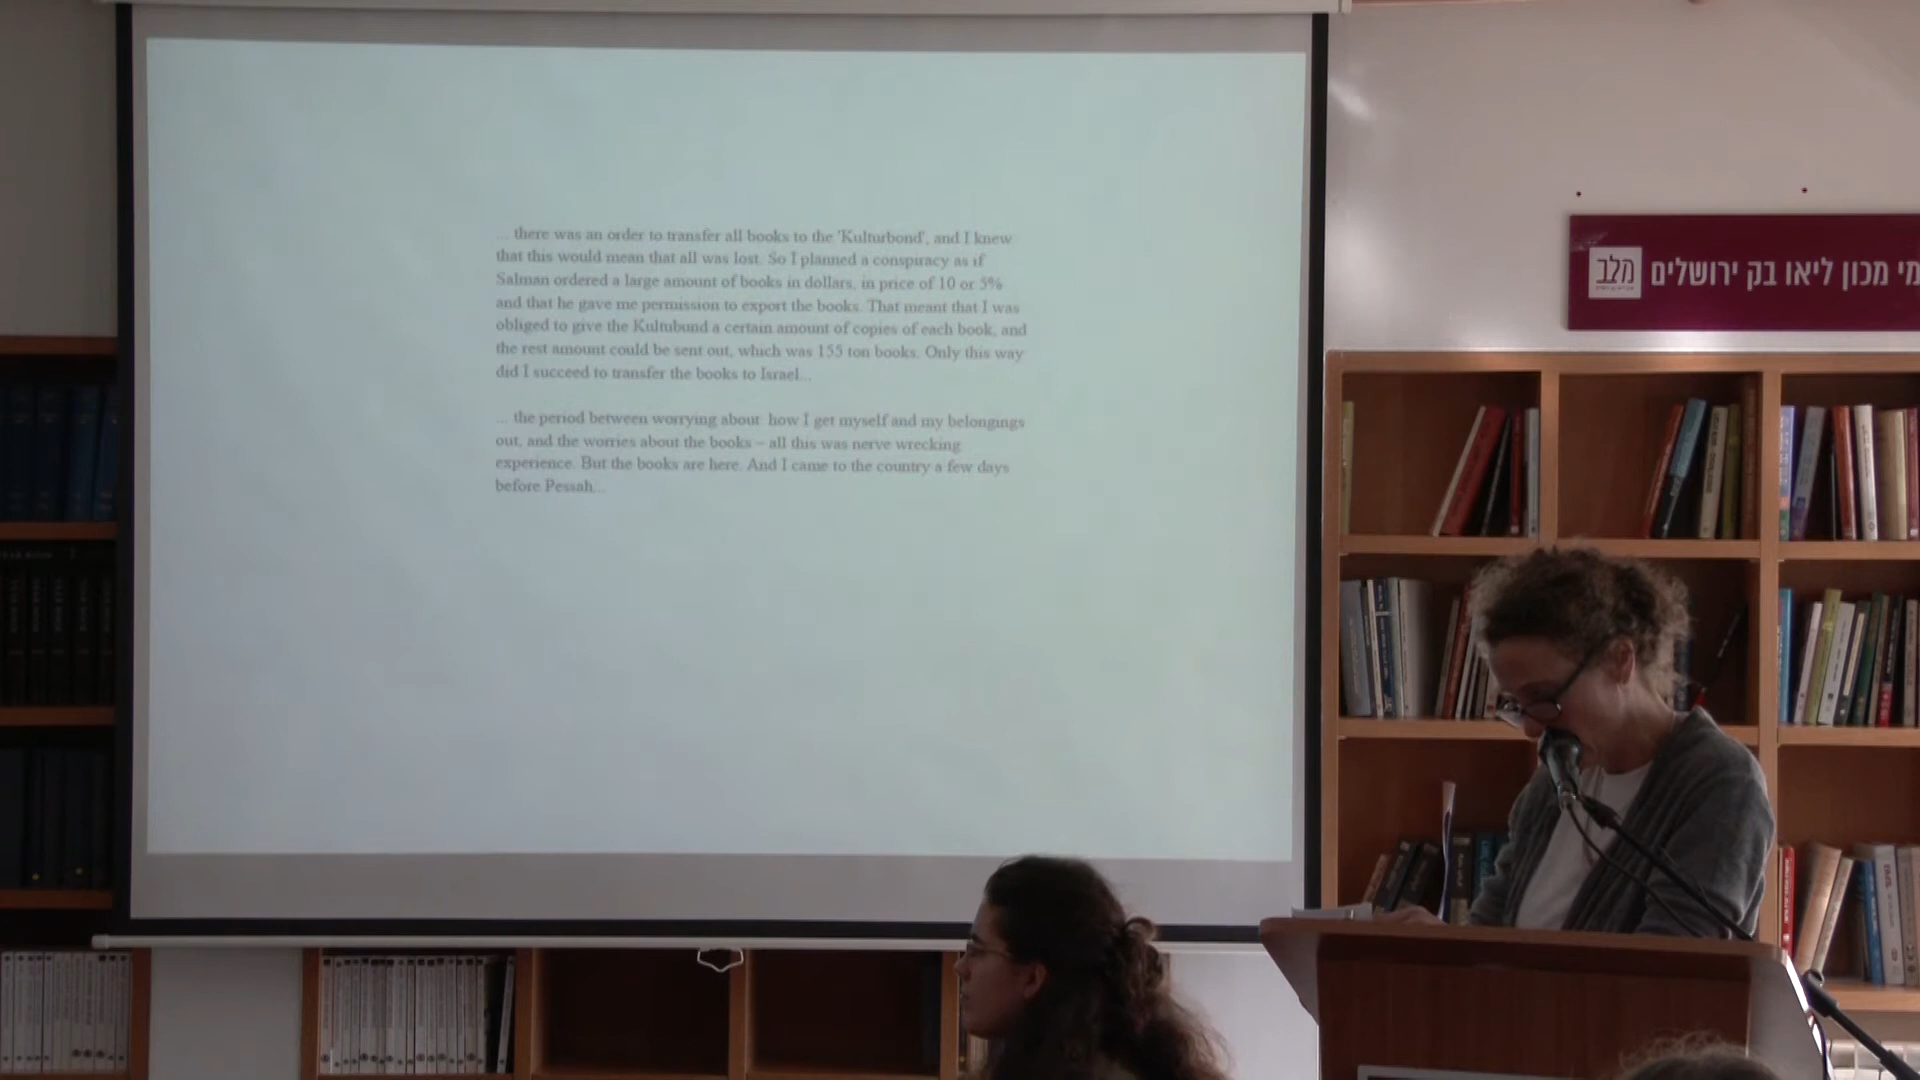 ... there was an order to transfer all books to the 'Kulturbond', and I knew
that this would mean that all was lost. So I planned a conspiracy as if
Salman ordered a large amount of books in dollars, in price of 10 or 5%
and that he gave me permission to export the books. That meant that I was
obliged to give the Kultubund a certain amount of copies of each book, and
the rest amount could be sent out, which was 155 ton books. Only this way
did I succeed to transfer the books to Israel...
... the period between worrying about how I get myself and my belongings
out, and the worries about the books – all this was nerve wrecking
experience. But the books are here. And I came to the country a few days
before Pessah...
מלב
מי מכון ליאו בק ירושלים